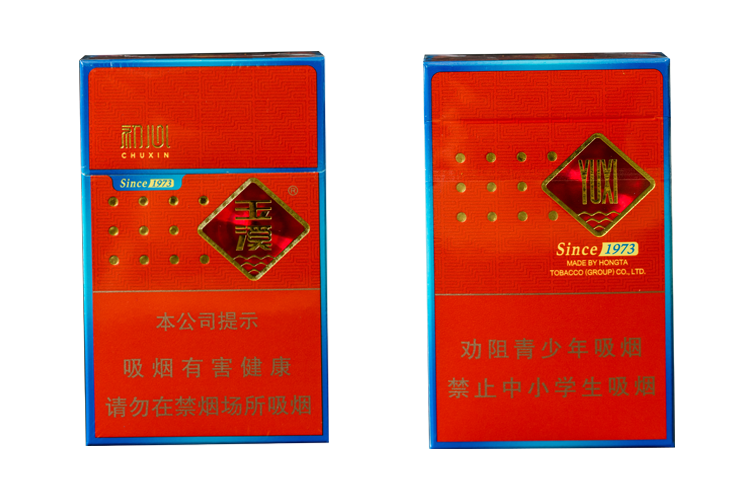 初心
CHUXIN
Since 1973
玉溪
®
本公司提示
吸烟有害健康
请勿在禁烟场所吸烟
YUXI
Since 1973
MADE BY HONGTA
TOBACCO (GROUP) CO., LTD.
劝阻青少年吸烟
禁止中小学生吸烟